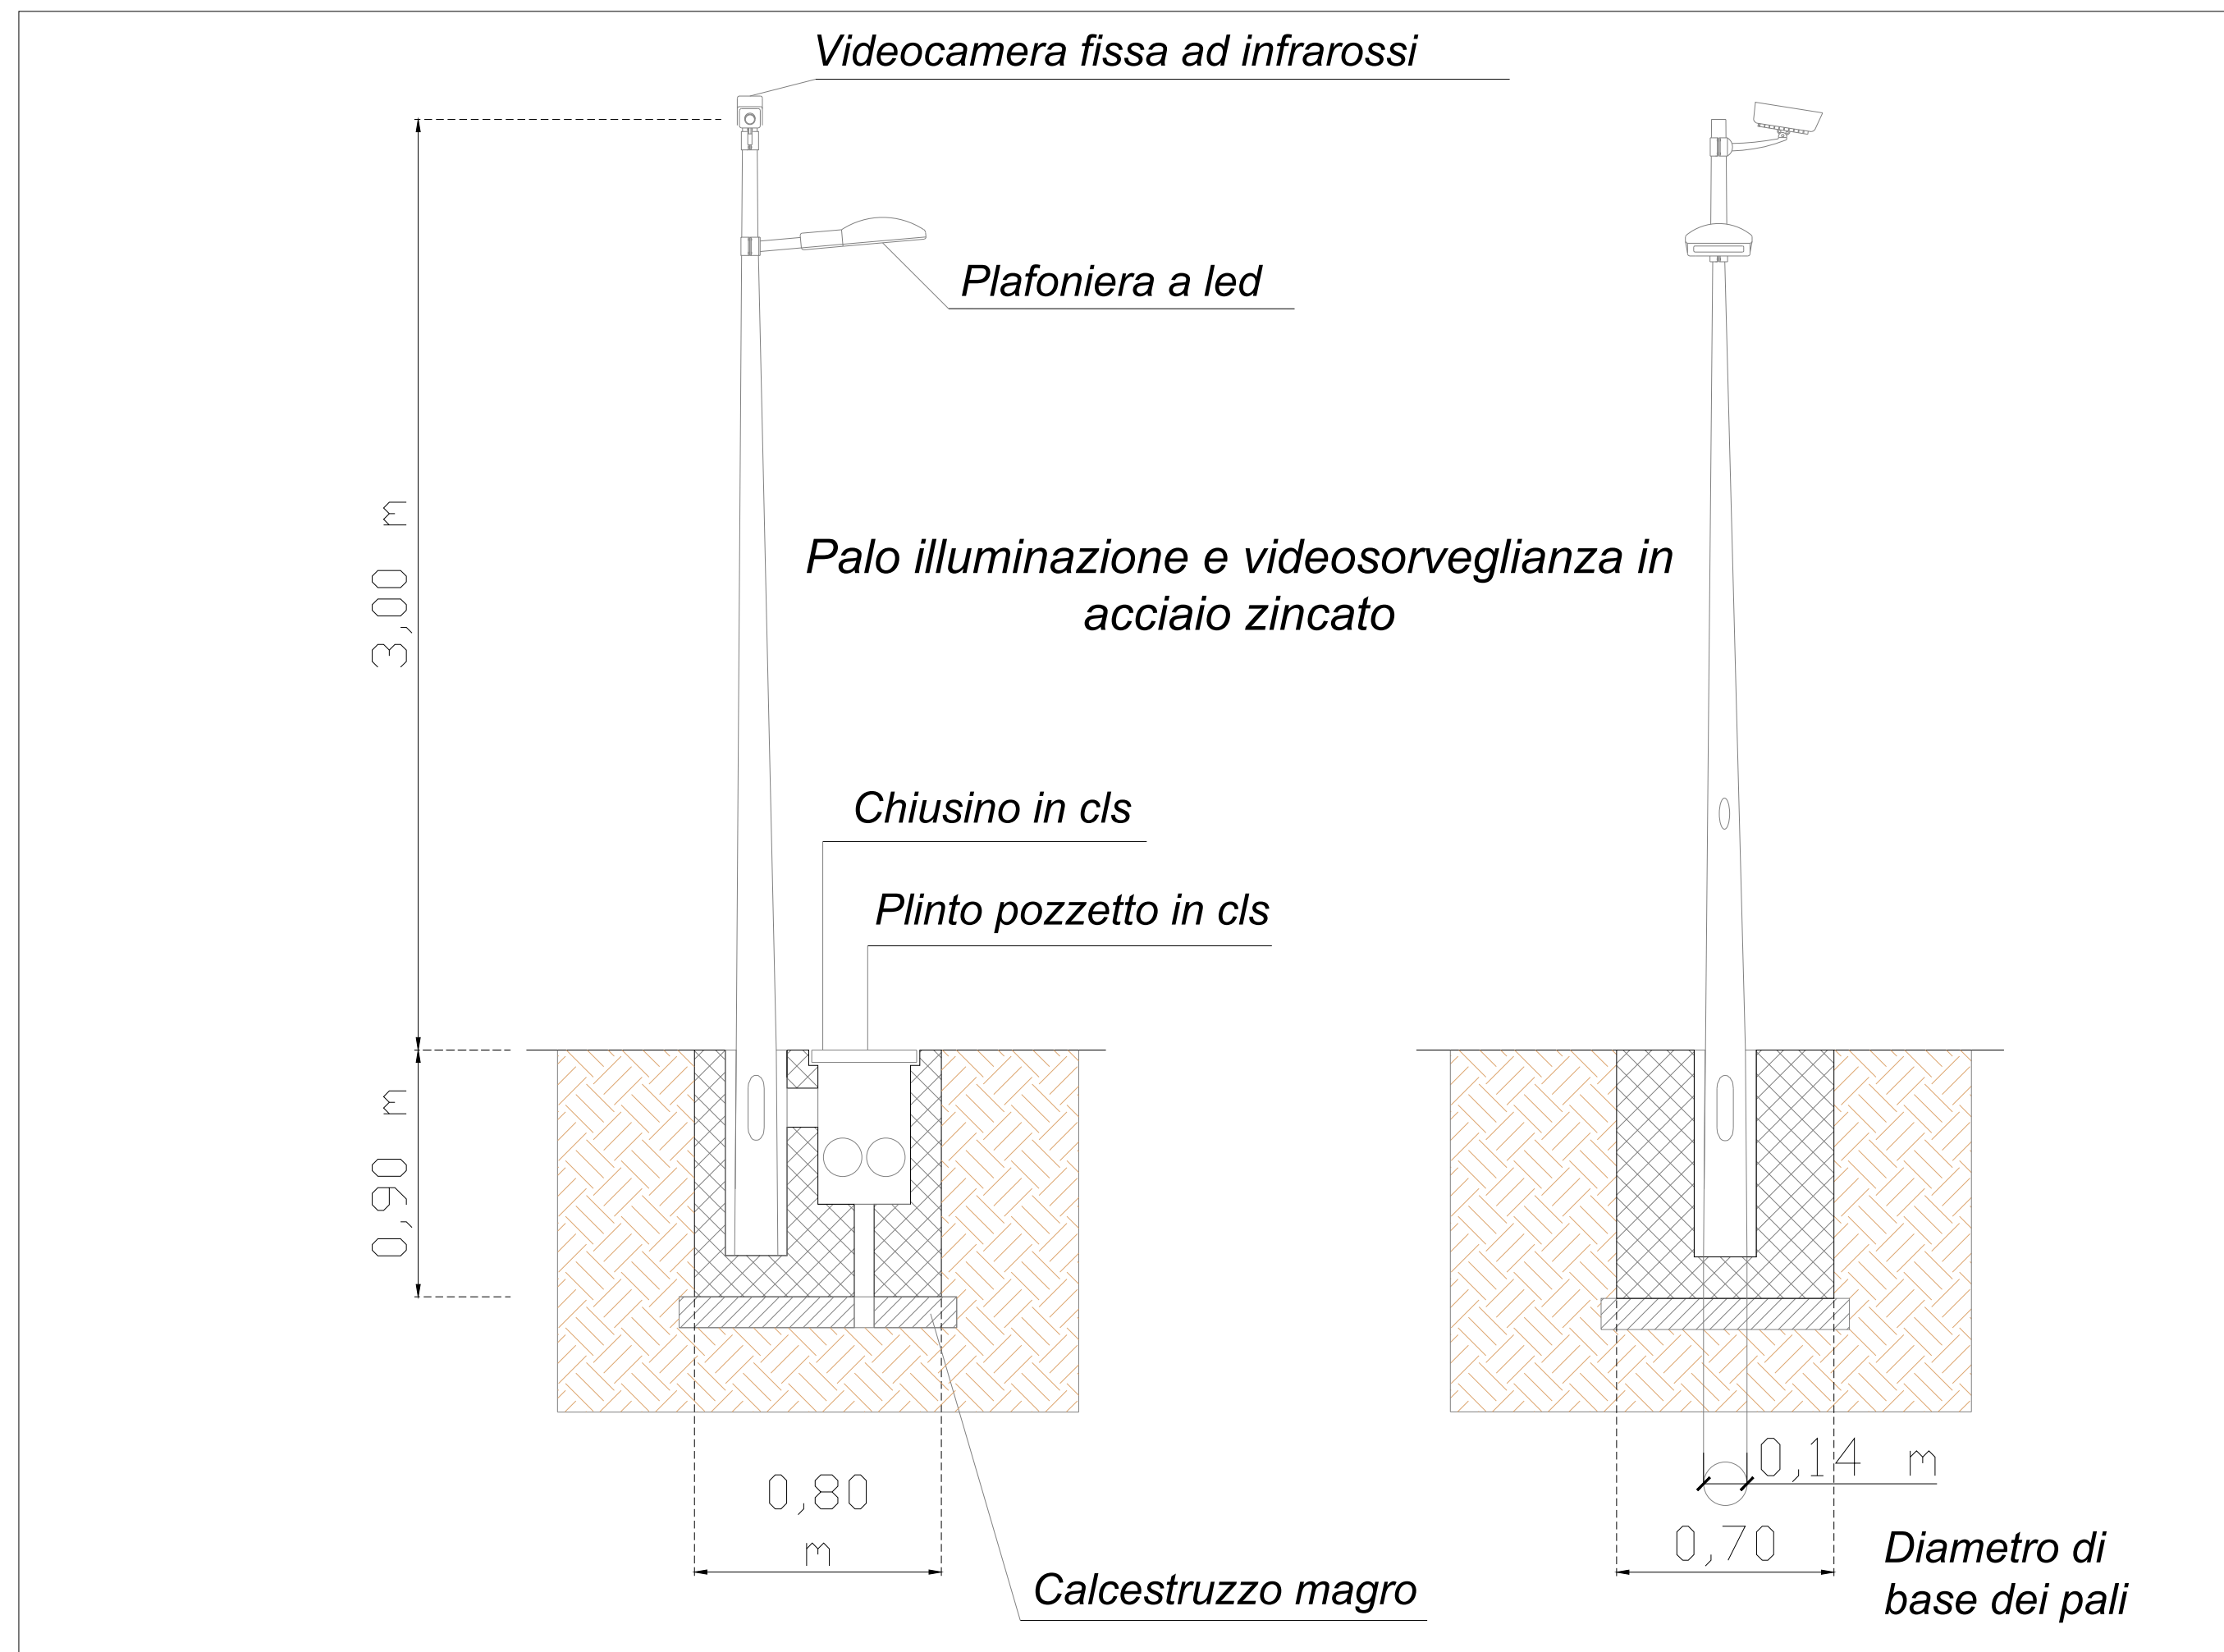 Videocamera fissa ad infrarossi
Plafoniera a led
3,00 m
Palo illuminazione e videosorveglianza in
acciaio zincato
Chiusino in cls
Plinto pozzetto in cls
0,90 m
0,80
m
Calcestruzzo magro
0,14 m
0,70
Diametro di
base dei pali